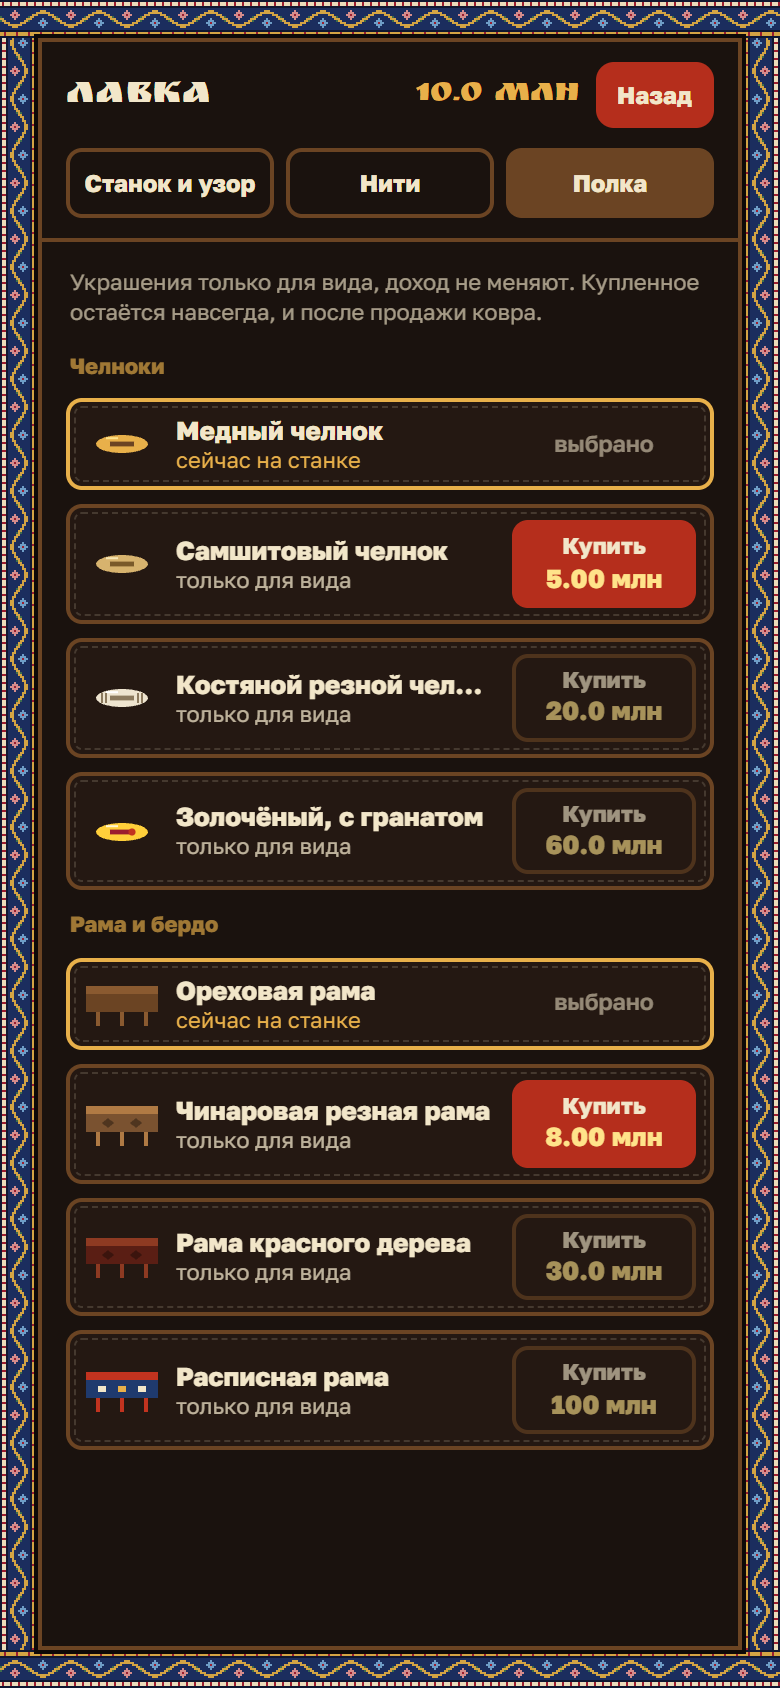 ЛАВКА
10.0 МЛН
Назад
Станок и узор
Нити
Полка
Украшения только для вида, доход не меняют. Купленное
остаётся навсегда, и после продажи ковра.
Челноки
Медный челнок
сейчас на станке
выбрано
Самшитовый челнок
только для вида
Купить
5.00 млн
Костяной резной чел...
только для вида
Купить
20.0 млн
Золочёный, с гранатом
только для вида
Купить
60.0 млн
Рама и бердо
Ореховая рама
сейчас на станке
выбрано
Чинаровая резная рама
только для вида
Купить
8.00 млн
Рама красного дерева
только для вида
Купить
30.0 млн
Расписная рама
только для вида
Купить
100 млн